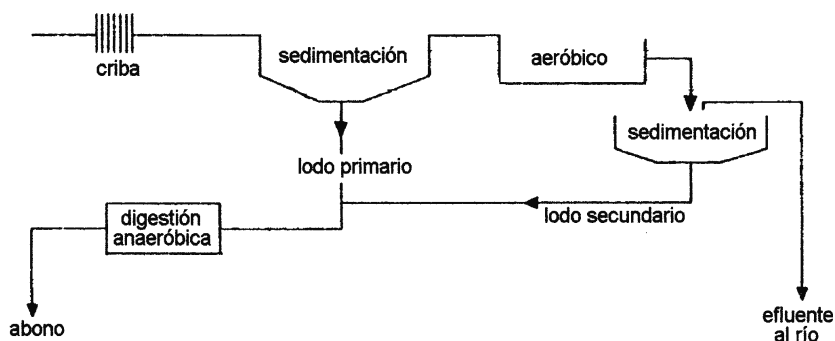 criba
sedimentación
aeróbico
sedimentación
lodo primario
lodo secundario
digestión
anaeróbica
abono
efluente
al río